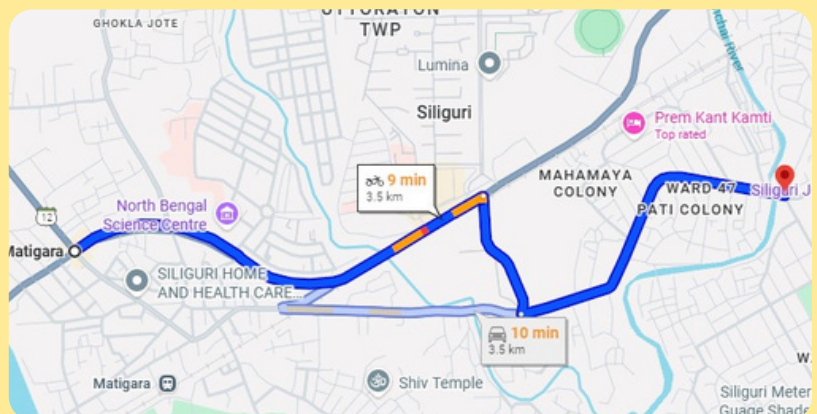 GHOKLA JOTE
UTTORAYON
TWP
Lumina
Siliguri
Prem Kant Kamti
Top rated
9 min
3.5 km
MAHAMAYA
COLONY
WARD 47
Siliguri J
PATI COLONY
North Bengal
Science Centre
12
Matigara
SILIGURI HOME
AND HEALTH CARE...
10 min
3.5 km
Matigara
Shiv Temple
W
Siliguri Meter
Guage Shade